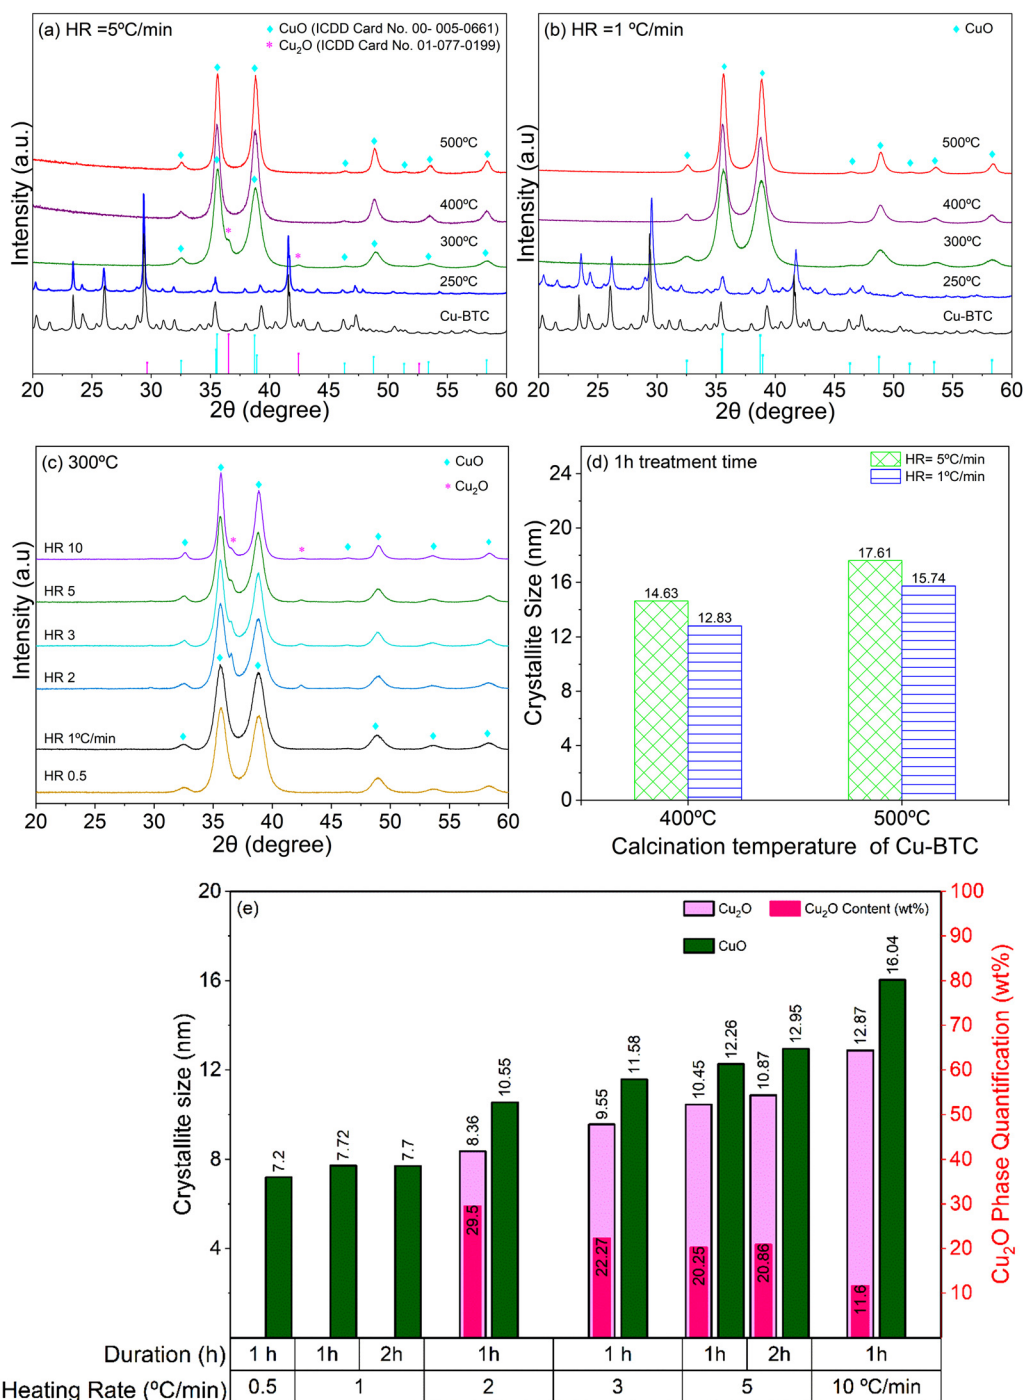 (a) HR =5ºC/min
CuO (ICDD Card No. 00- 005-0661)
Cu2O (ICDD Card No. 01-077-0199)
500ºC
400ºC
300ºC
250ºC
Cu-BTC
Intensity (a.u.)
20 25 30 35 40 45 50 55 60
2θ (degree)
(b) HR =1 ºC/min
CuO
500ºC
400ºC
300ºC
250ºC
Cu-BTC
Intensity (a.u)
20 25 30 35 40 45 50 55 60
2θ (degree)
(c) 300ºC
CuO
Cu2O
HR 10
HR 5
HR 3
HR 2
HR 1ºC/min
HR 0.5
Intensity (a.u)
20 25 30 35 40 45 50 55 60
2θ (degree)
(d) 1h treatment time
HR= 5ºC/min
HR= 1ºC/min
24
20
16
12
8
4
0
Crystallite Size (nm)
14.63
12.83
17.61
15.74
400ºC 500ºC
Calcination temperature of Cu-BTC
(e)
Cu2O
Cu2O Content (wt%)
CuO
20
16
12
8
4
Crystallite size (nm)
100
90
80
70
60
50
40
30
20
10
Cu2O Phase Quantification (wt%)
7.2
7.72
7.7
8.36
29.5
10.55
9.55
22.27
11.58
10.45
20.25
12.26
10.87
20.86
12.95
12.87
11.6
16.04
Duration (h) 1 h 1h 2h 1h 1 h 1h 2h 1h
Heating Rate (ºC/min) 0.5 1 2 3 5 10 ºC/min